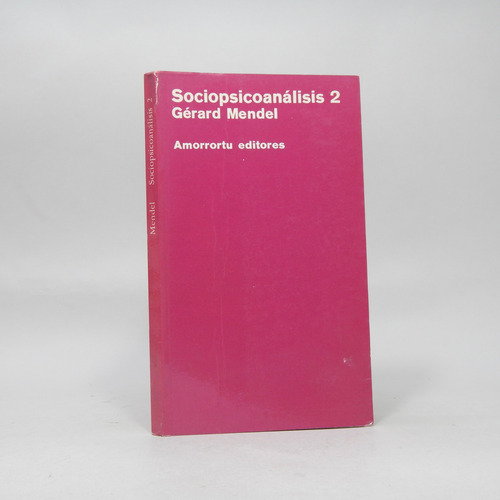 Sociopsicoanálisis 2
Gérard Mendel
Amorrortu editores
Mendel Sociopsicoanálisis 2